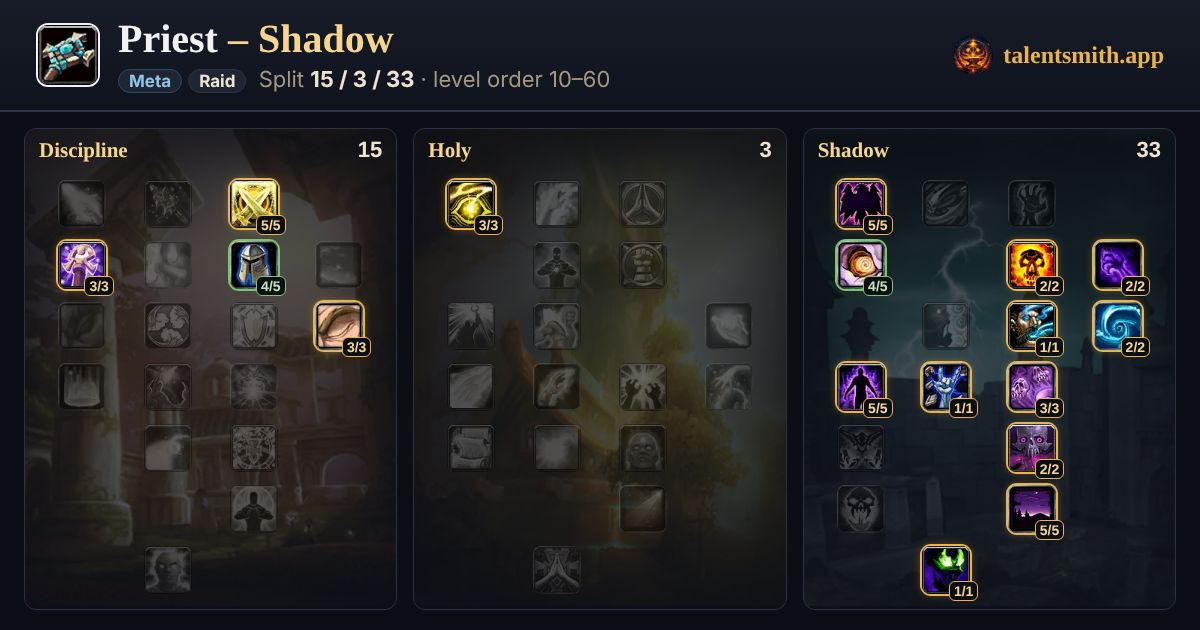 Priest – Shadow
Meta Raid Split 15 / 3 / 33 · level order 10–60
talentsmith.app
Discipline 15
5/5
3/3 4/5
3/3
Holy 3
3/3
Shadow 33
5/5
4/5 2/2 2/2
1/1 2/2
5/5 1/1 3/3
2/2
5/5
1/1